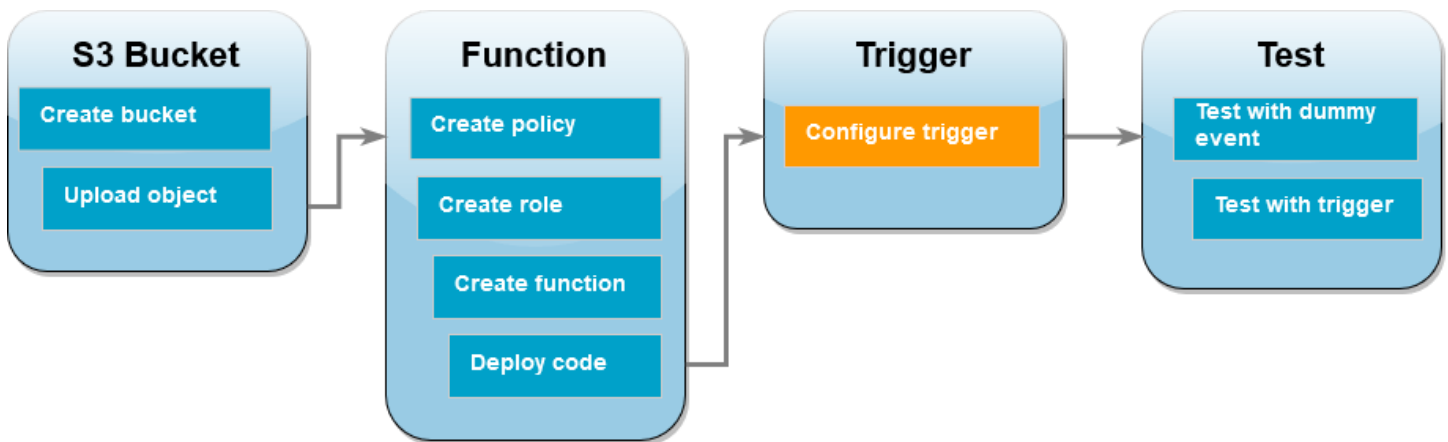 S3 Bucket
Create bucket
Upload object
Function
Create policy
Create role
Create function
Deploy code
Trigger
Configure trigger
Test
Test with dummy
event
Test with trigger